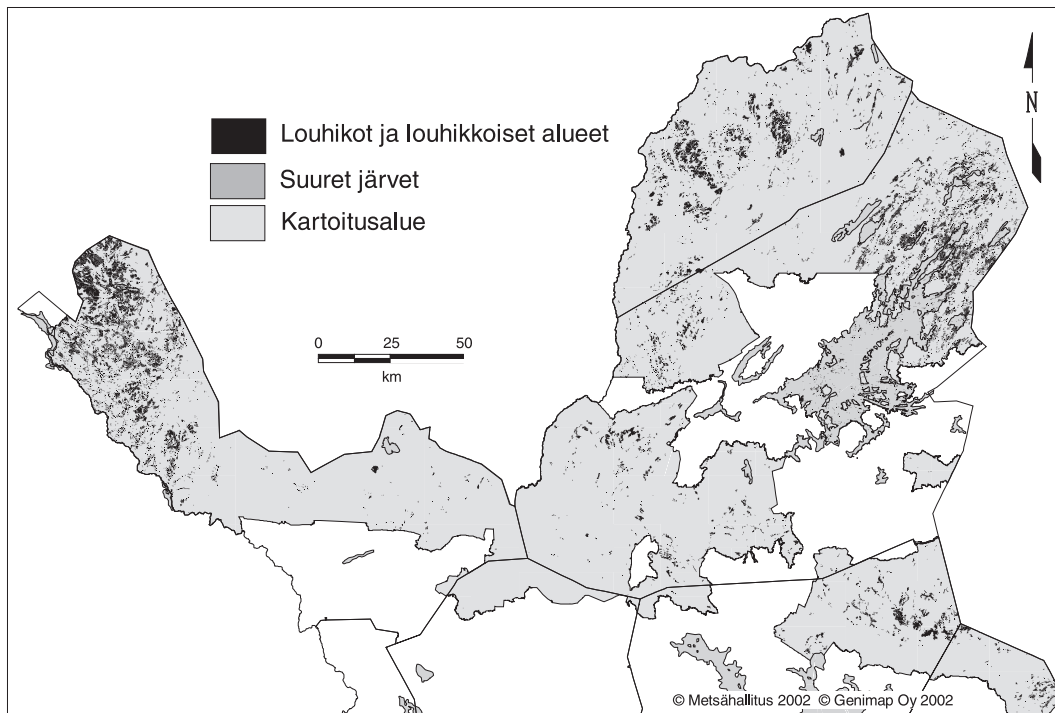 N
Louhikot ja louhikkoiset alueet
Suuret järvet
Kartoitusalue
0 25 50
km
© Metsähallitus 2002 © Genimap Oy 2002